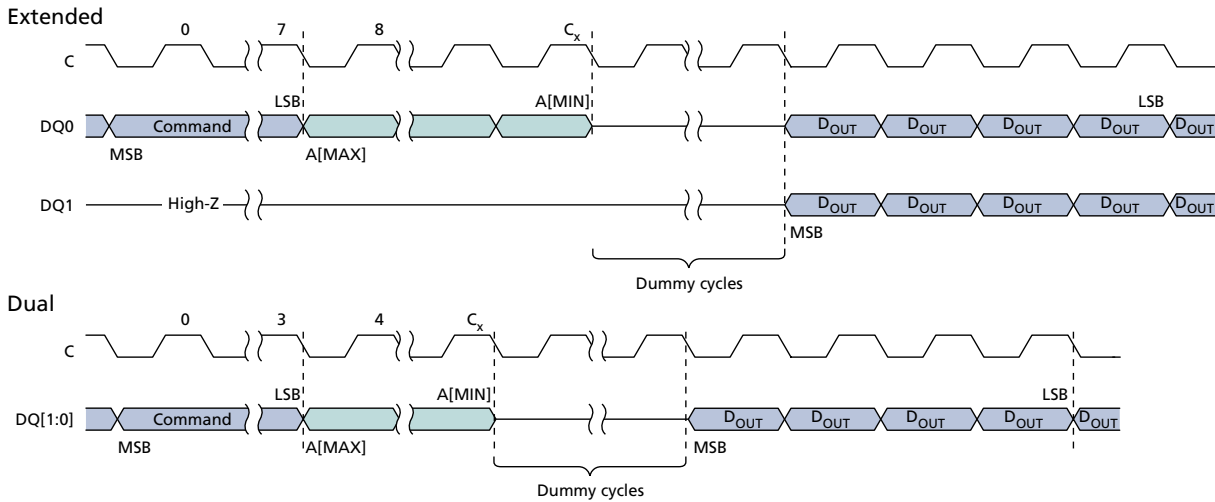 Extended
0 7 8 Cx
C
LSB A[MIN] LSB
DQ0 Command DOUT DOUT DOUT DOUT DOUT
MSB A[MAX]
DQ1 High-Z DOUT DOUT DOUT DOUT DOUT
MSB
Dummy cycles
Dual
0 3 4 Cx
C
LSB A[MIN] LSB
DQ[1:0] Command DOUT DOUT DOUT DOUT DOUT
MSB A[MAX] MSB
Dummy cycles